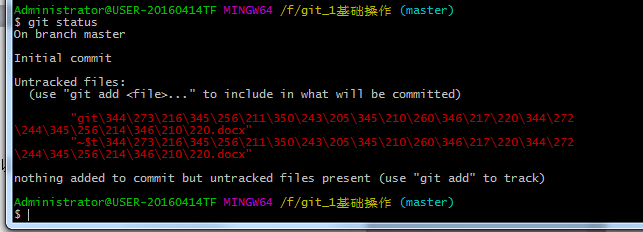 Administrator@USER-20160414TF MINGW64 /f/git_1基础操作 (master)
$ git status
On branch master
Initial commit
Untracked files:
(use "git add <file>..." to include in what will be committed)
"git\344\273\216\345\256\211\350\243\205\345\210\260\346\217\220\344\272
\244\345\256\214\346\210\220.docx"
"~$t\344\273\216\345\256\211\350\243\205\345\210\260\346\217\220\344\272
\244\345\256\214\346\210\220.docx"
nothing added to commit but untracked files present (use "git add" to track)
Administrator@USER-20160414TF MINGW64 /f/git_1基础操作 (master)
$